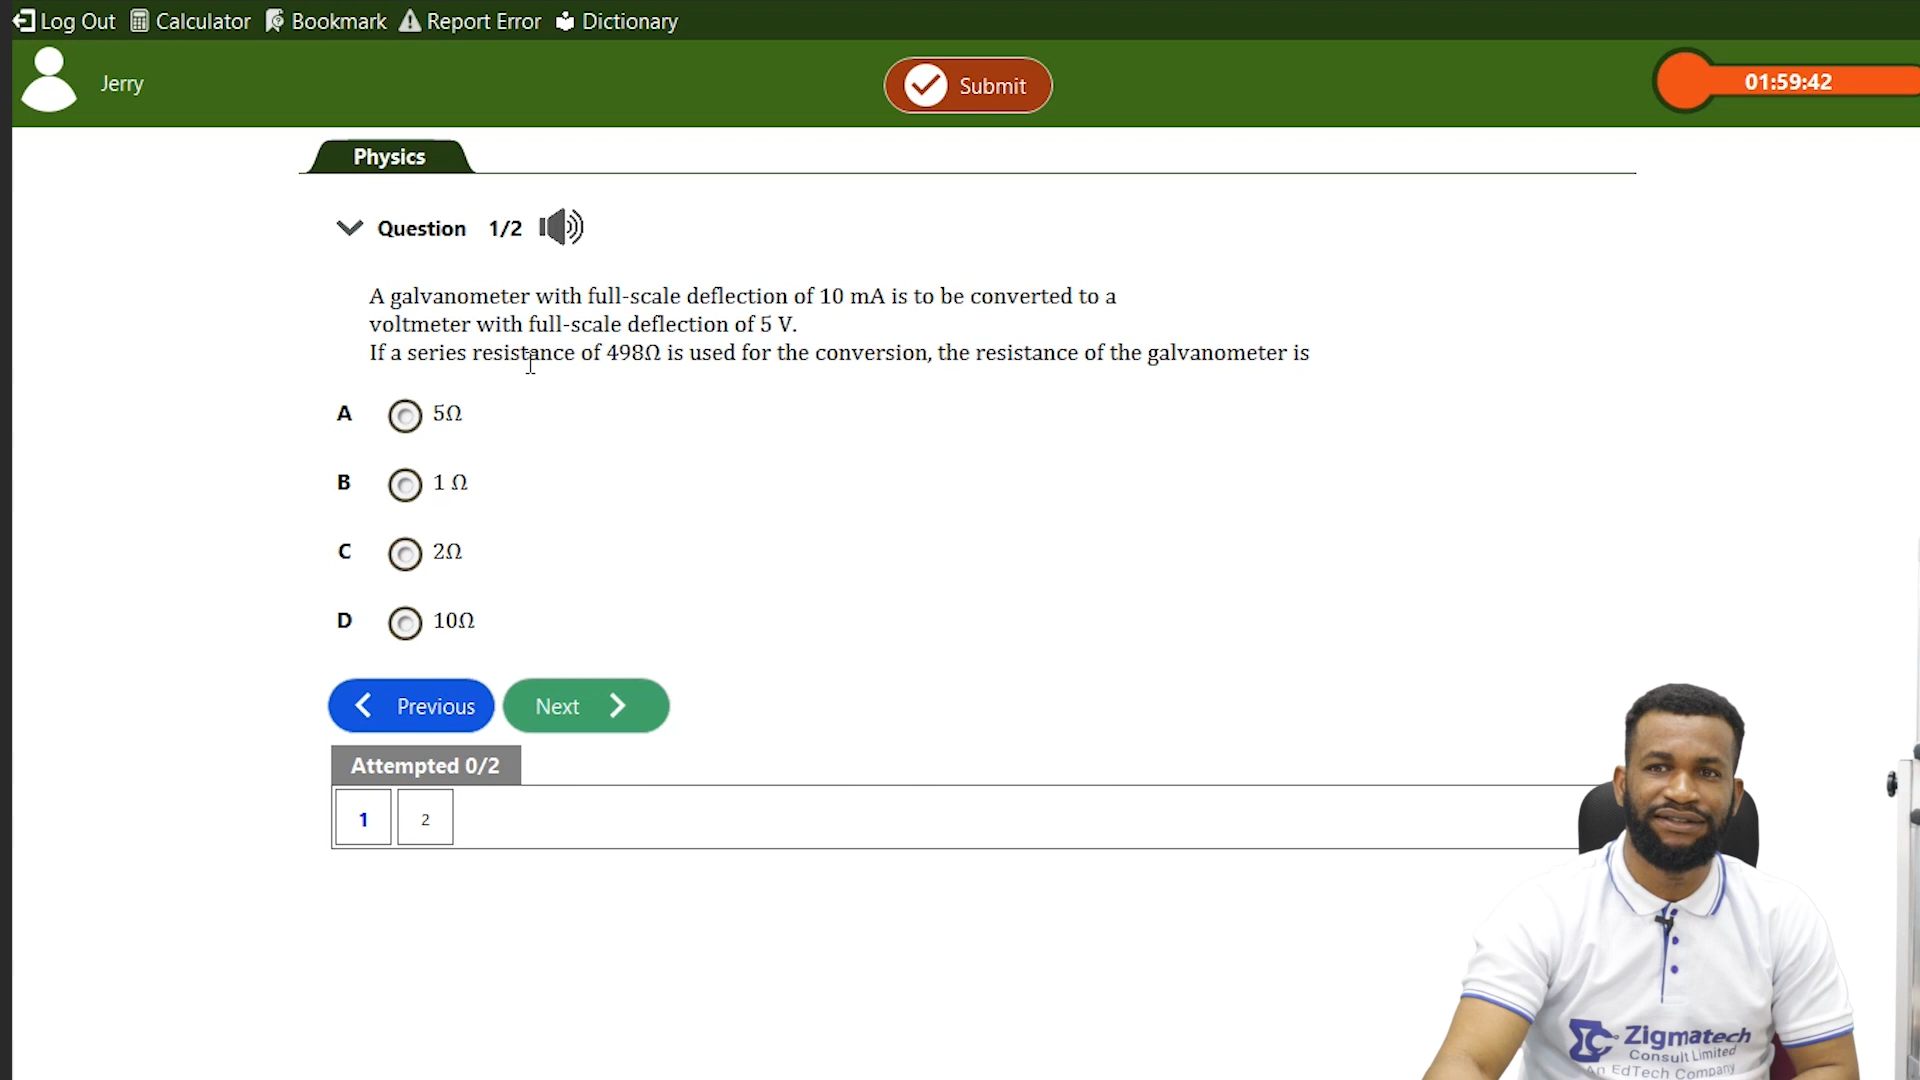 Log Out Calculator Bookmark Report Error Dictionary
Jerry
Submit
01:59:42
Physics
Question 1/2
A galvanometer with full-scale deflection of 10 mA is to be converted to a
voltmeter with full-scale deflection of 5 V.
If a series resistance of 498Ω is used for the conversion, the resistance of the galvanometer is
A 5Ω
B 1 Ω
C 2Ω
D 10Ω
Previous Next
Attempted 0/2
1 2
Zigmatech
Consult Limited
An EdTech Company